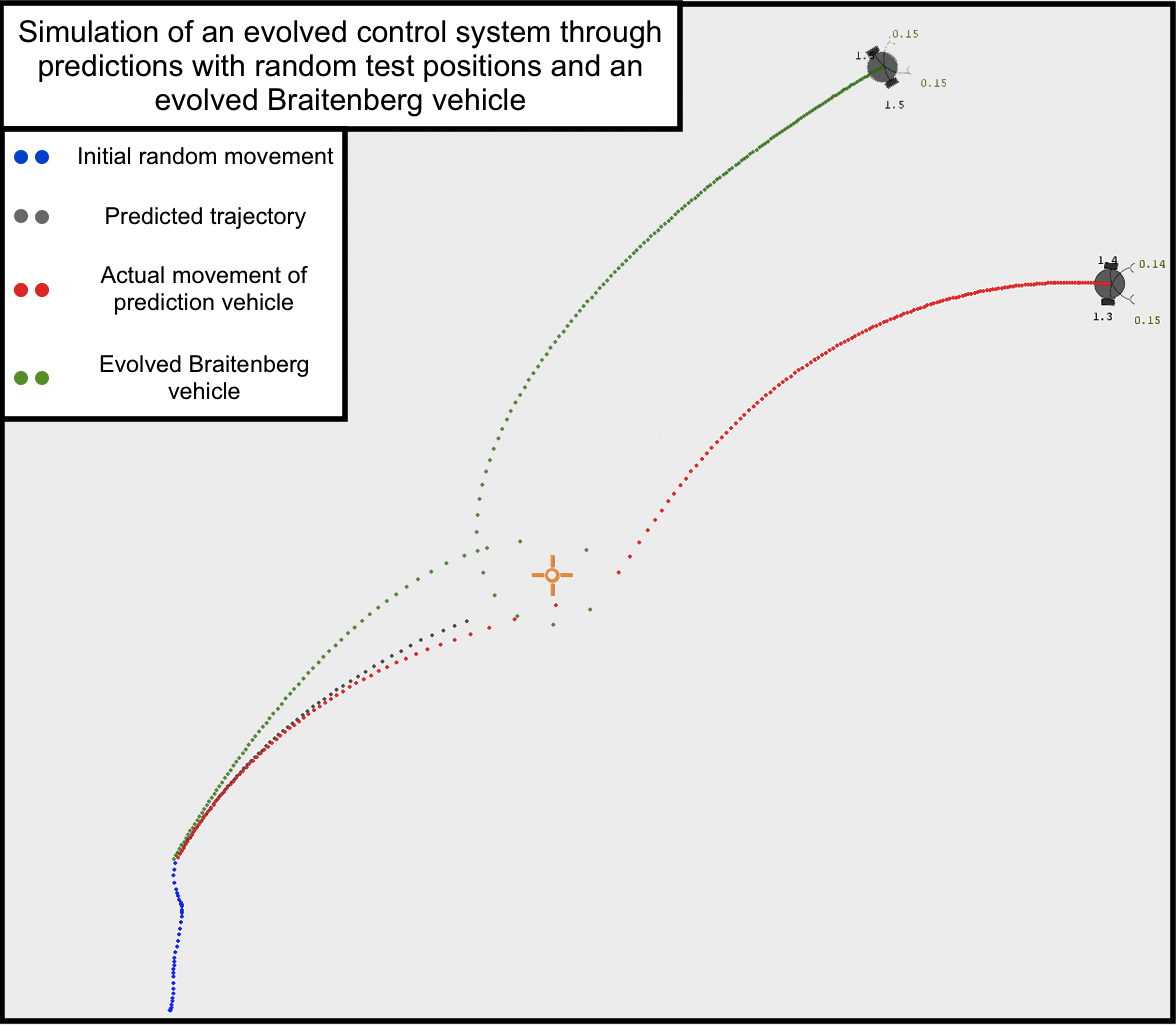 Simulation of an evolved control system through
predictions with random test positions and an
evolved Braitenberg vehicle
Initial random movement
Predicted trajectory
Actual movement of
prediction vehicle
Evolved Braitenberg
vehicle
0.15
0.15
1.5
1.4
0.14
1.3
0.15